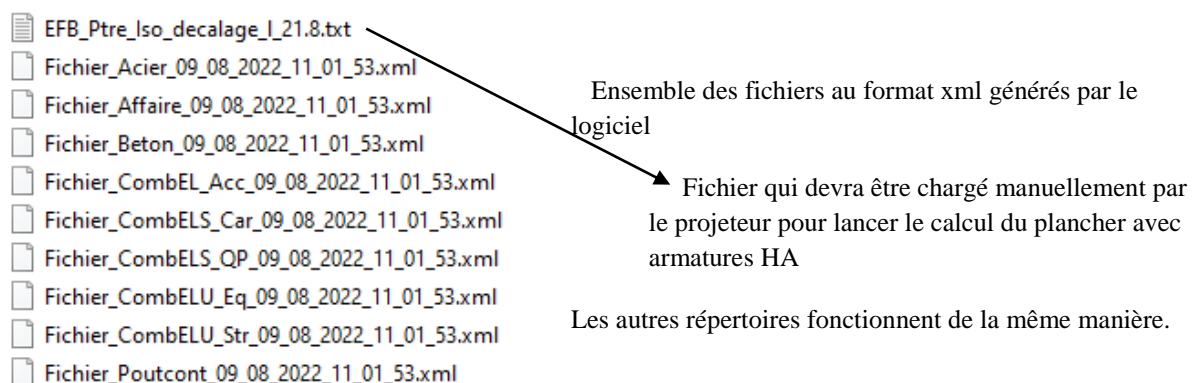 EFB_Ptre_Iso_decalage_l_21.8.txt
Fichier_Acier_09_08_2022_11_01_53.xml
Fichier_Affaire_09_08_2022_11_01_53.xml
Fichier_Beton_09_08_2022_11_01_53.xml
Fichier_CombEL_Acc_09_08_2022_11_01_53.xml
Fichier_CombELS_Car_09_08_2022_11_01_53.xml
Fichier_CombELS_QP_09_08_2022_11_01_53.xml
Fichier_CombELU_Eq_09_08_2022_11_01_53.xml
Fichier_CombELU_Str_09_08_2022_11_01_53.xml
Fichier_Poutcont_09_08_2022_11_01_53.xml
Ensemble des fichiers au format xml générés par le
logiciel
Fichier qui devra être chargé manuellement par
le projeteur pour lancer le calcul du plancher avec
armatures HA
Les autres répertoires fonctionnent de la même manière.